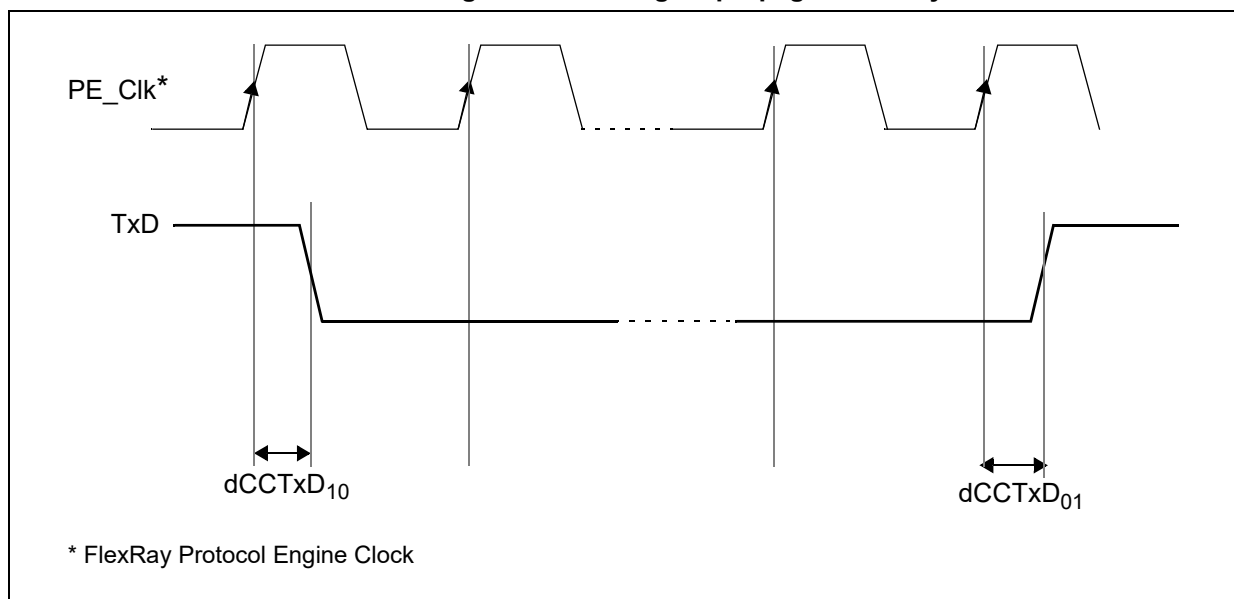 PE_Clk*
TxD
dCCTxD10
dCCTxD01
* FlexRay Protocol Engine Clock